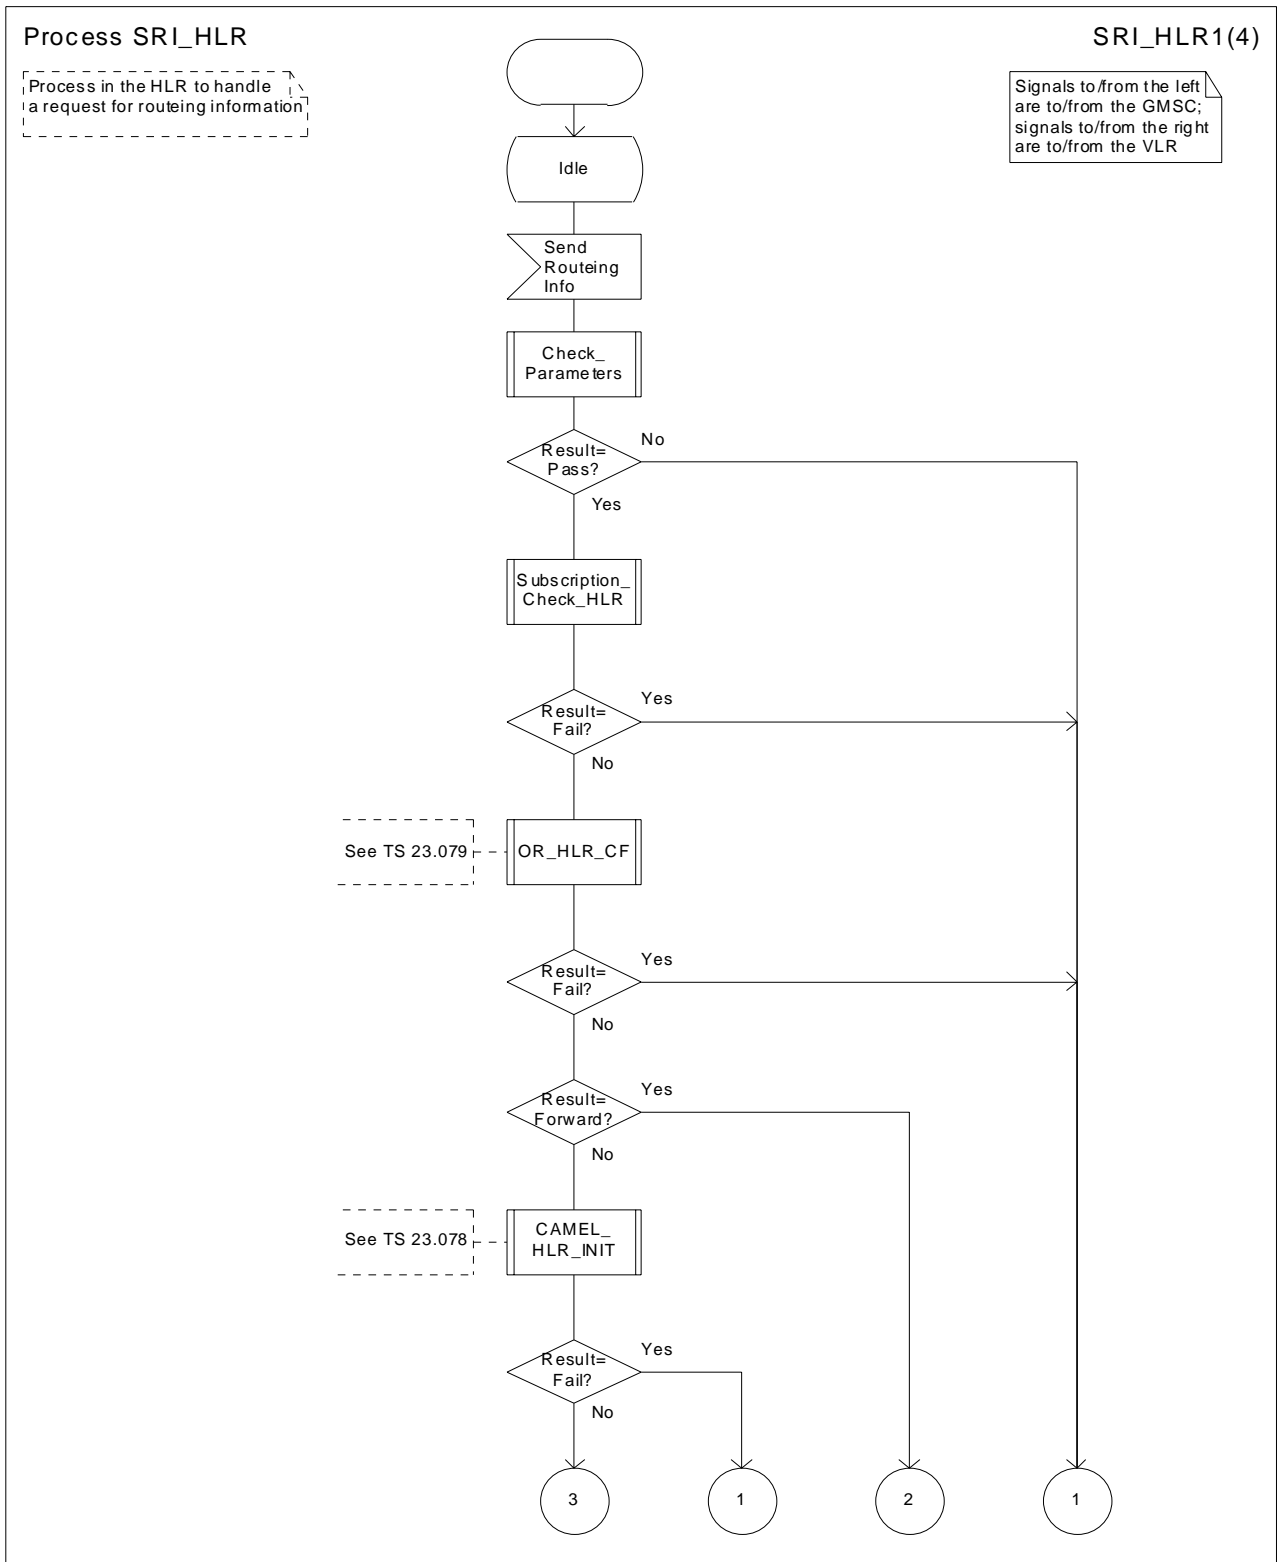 Process SRI_HLR
SRI_HLR1(4)
Process in the HLR to handle
a request for routeing information
Signals to/from the left
are to/from the GMSC;
signals to/from the right
are to/from the VLR
Idle
Send
Routeing
Info
Check_
Parameters
Result=
Pass?
No
Yes
Subscription_
Check_HLR
Result=
Fail?
Yes
No
See TS 23.079
OR_HLR_CF
Result=
Fail?
Yes
No
Result=
Forward?
Yes
No
See TS 23.078
CAMEL_
HLR_INIT
Result=
Fail?
Yes
No
3
1
2
1